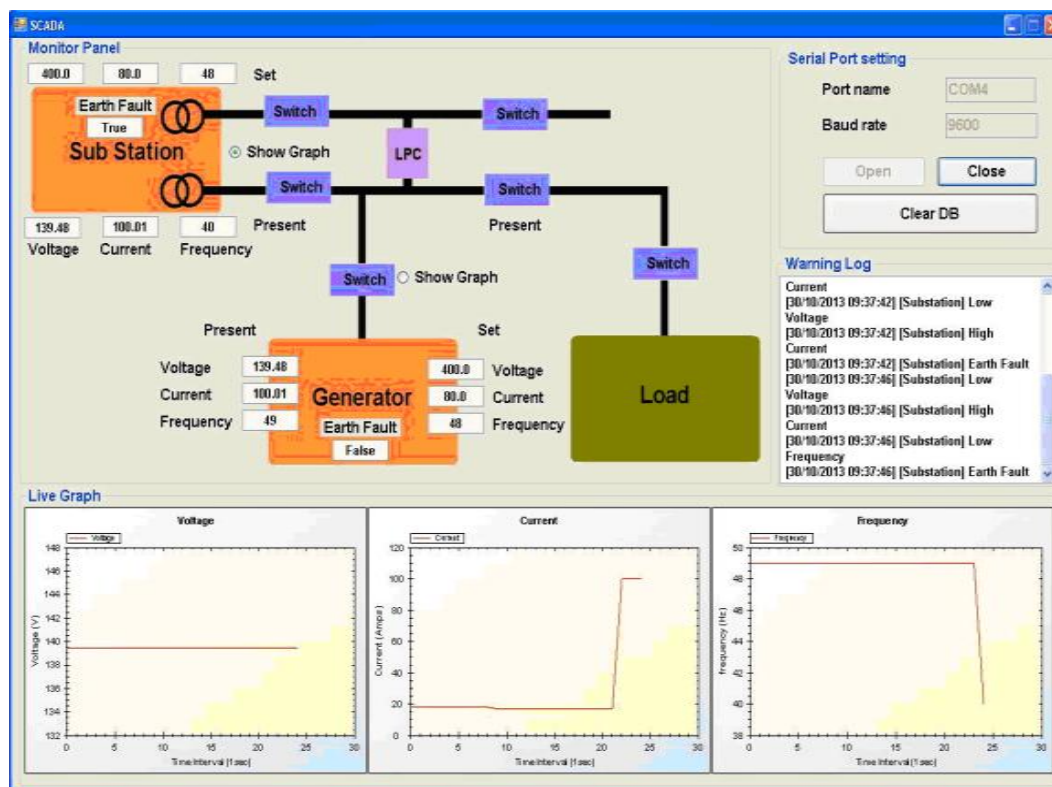 SCADA
Monitor Panel
400.0 80.0 48 Set
Earth Fault
True
Sub Station
Switch Switch
Show Graph
LPC
Switch Switch
139.48 100.01 40 Present Present
Voltage Current Frequency
Switch Show Graph
Switch
Present Set
Voltage 139.48 400.0 Voltage
Current 100.01 80.0 Current
Frequency 49 48 Frequency
Generator
Earth Fault
False
Load
Serial Port setting
Port name COM4
Baud rate 9600
Open Close
Clear DB
Warning Log
Current
[30/10/2013 09:37:42] [Substation] Low
Voltage
[30/10/2013 09:37:42] [Substation] High
Current
[30/10/2013 09:37:42] [Substation] Earth Fault
[30/10/2013 09:37:46] [Substation] Low
Voltage
[30/10/2013 09:37:46] [Substation] High
Current
[30/10/2013 09:37:46] [Substation] Low
Frequency
[30/10/2013 09:37:46] [Substation] Earth Fault
Live Graph
Voltage
Voltage
148
146
144
142
140
138
136
134
132
Voltage (V)
0 5 10 15 20 25 30
Time Interval (1sec)
Current
Current
120
100
80
60
40
20
0
Current (Amps)
0 5 10 15 20 25 30
Time Interval (1sec)
Frequency
Frequency
50
48
46
44
42
40
38
frequency (Hz)
0 5 10 15 20 25 30
Time Interval (1sec)